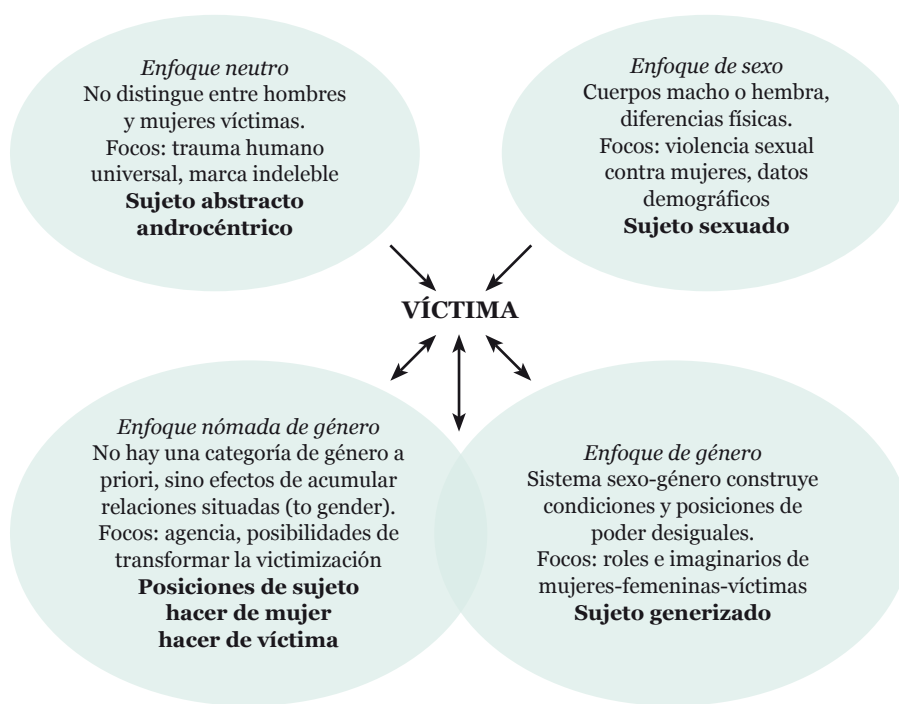 Enfoque neutro
No distingue entre hombres
y mujeres víctimas.
Focos: trauma humano
universal, marca indeleble
Sujeto abstracto
androcéntrico
Enfoque de sexo
Cuerpos macho o hembra,
diferencias físicas.
Focos: violencia sexual
contra mujeres, datos
demográficos
Sujeto sexuado
VÍCTIMA
Enfoque nómada de género
No hay una categoría de género a
priori, sino efectos de acumular
relaciones situadas (to gender).
Focos: agencia, posibilidades de
transformar la victimización
Posiciones de sujeto
hacer de mujer
hacer de víctima
Enfoque de género
Sistema sexo-género construye
condiciones y posiciones de
poder desiguales.
Focos: roles e imaginarios de
mujeres-femeninas-víctimas
Sujeto generizado